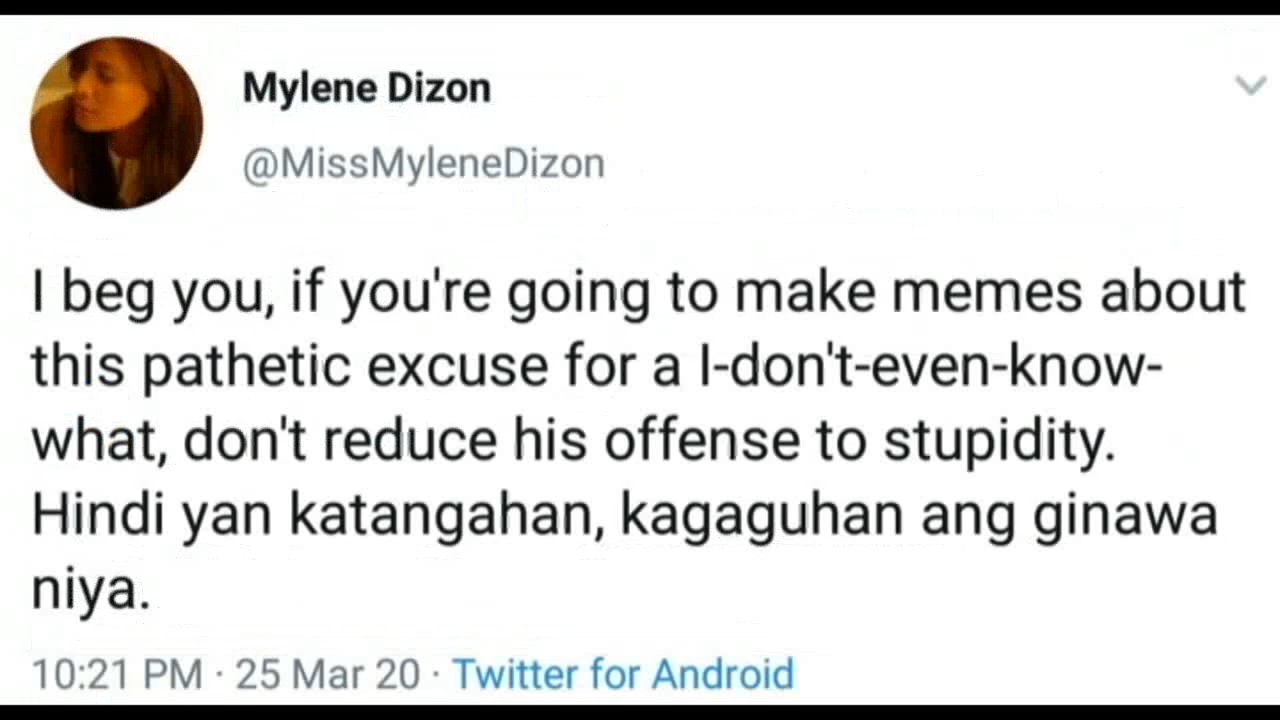 Mylene Dizon
@MissMyleneDizon
I beg you, if you're going to make memes about
this pathetic excuse for a I-don't-even-know-
what, don't reduce his offense to stupidity.
Hindi yan katangahan, kagaguhan ang ginawa
niya.
10:21 PM · 25 Mar 20 · Twitter for Android